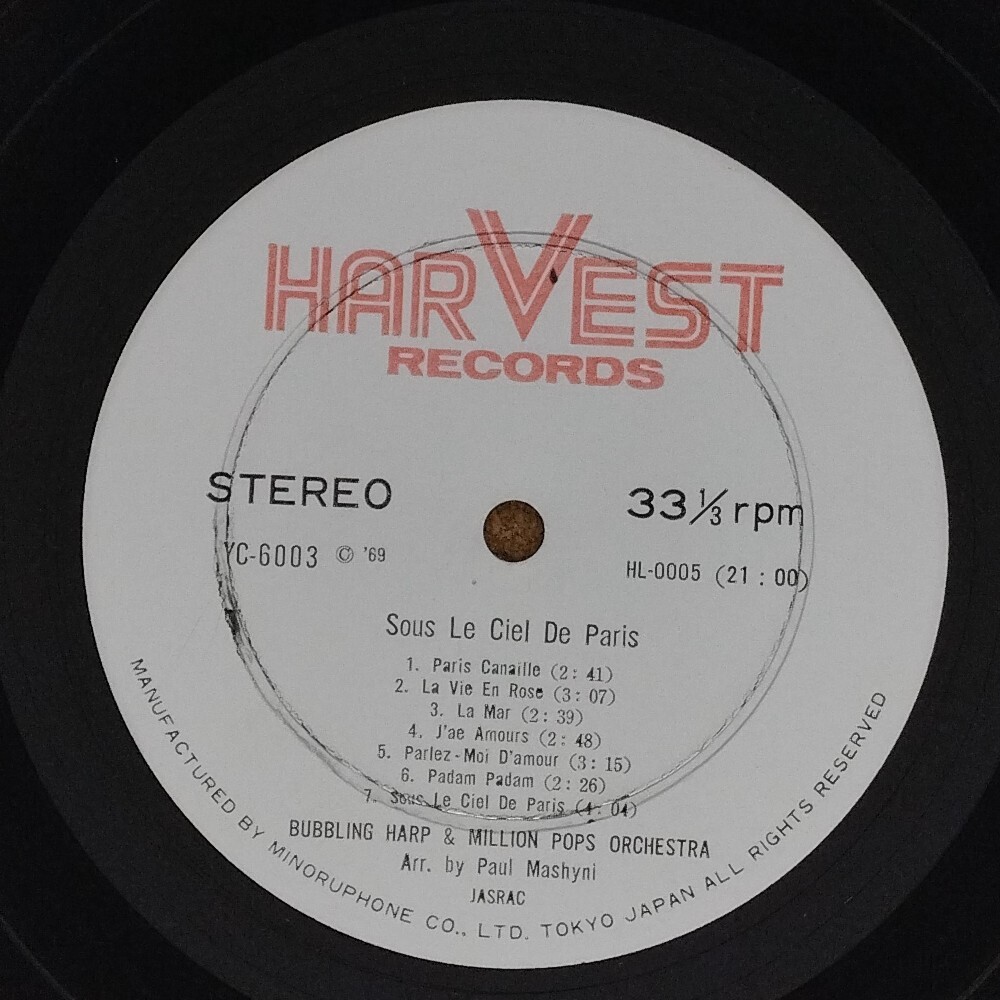 HARVEST
RECORDS
STEREO
33 1/3 rpm
YC-6003 © '69
HL-0005 (21 : 00)
Sous Le Ciel De Paris
1. Paris Canaille (2 : 41)
2. La Vie En Rose (3 : 07)
3. La Mar (2 : 39)
4. J'ae Amours (2 : 48)
5. Parlez-Moi D'amour (3 : 15)
6. Padam Padam (2 : 26)
7. Sous Le Ciel De Paris (4 : 04)
BUBBLING HARP & MILLION POPS ORCHESTRA
Arr. by Paul Mashyni
JASRAC
MANUFACTURED BY MINORUPHONE CO., LTD. TOKYO JAPAN ALL RIGHTS RESERVED